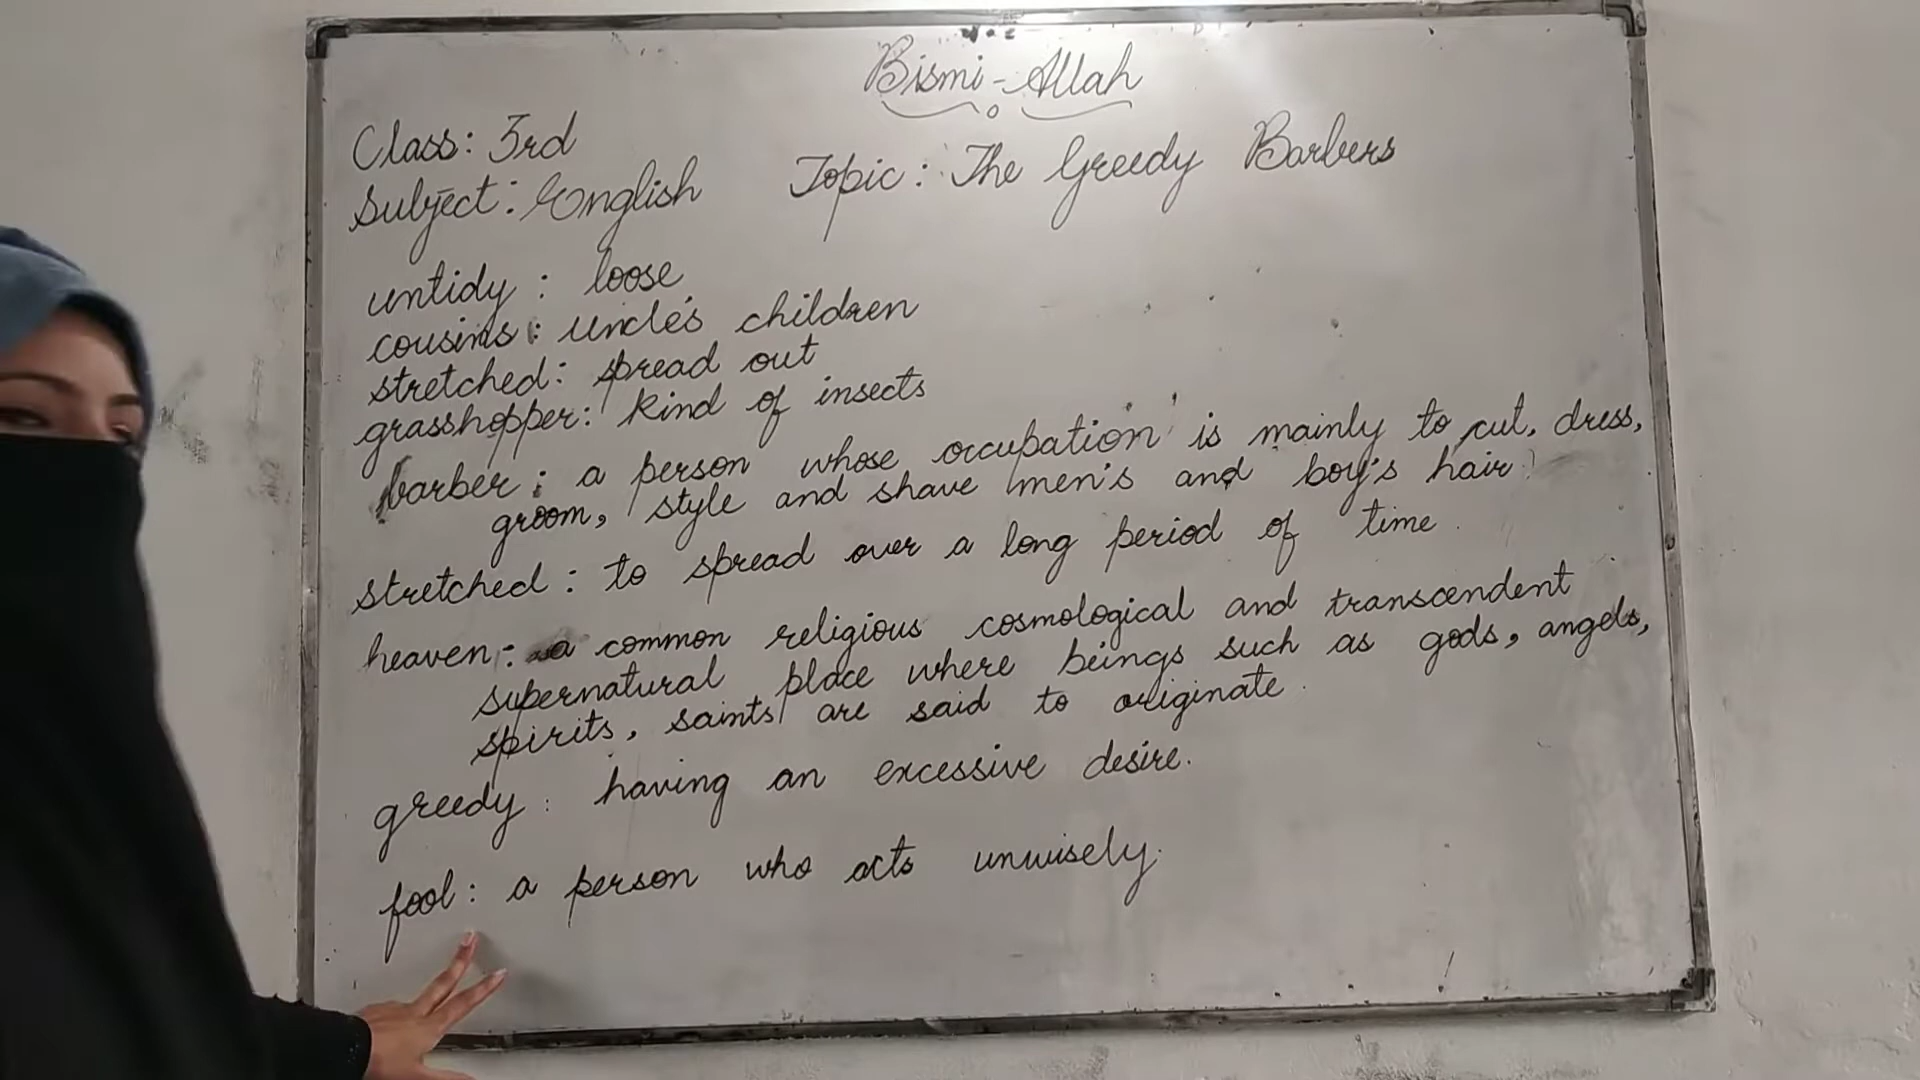 Bismi-Allah
Class: 3rd
Subject: English Topic: The Greedy Barbers
untidy: loose
cousins: uncle's children
stretched: spread out
grasshopper: kind of insects
barber: a person whose occupation is mainly to cut, dress,
groom, style and shave men's and boy's hair
stretched: to spread over a long period of time.
heaven: a common religious cosmological and transcendent
supernatural place where beings such as gods, angels,
spirits, saints are said to originate.
greedy: having an excessive desire.
fool: a person who acts unwisely.